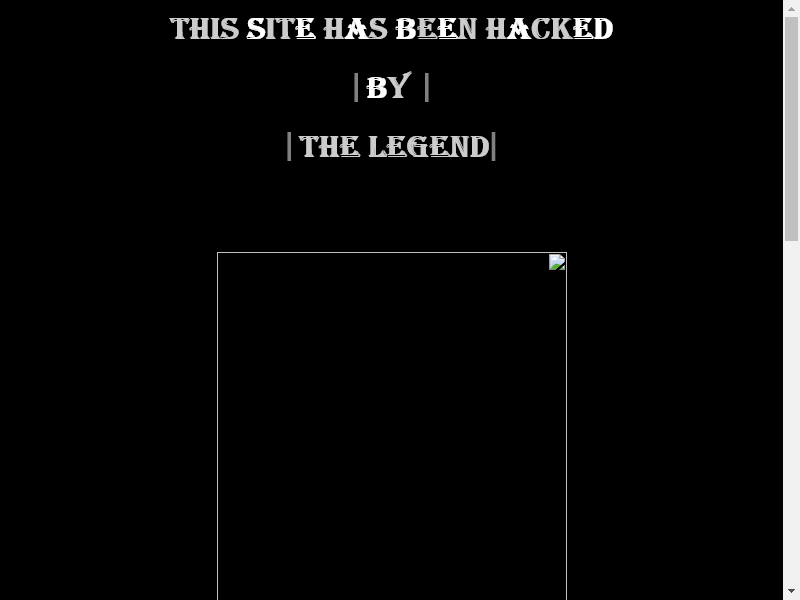 THIS SITE HAS BEEN HACKED
| BY |
| THE LEGEND|